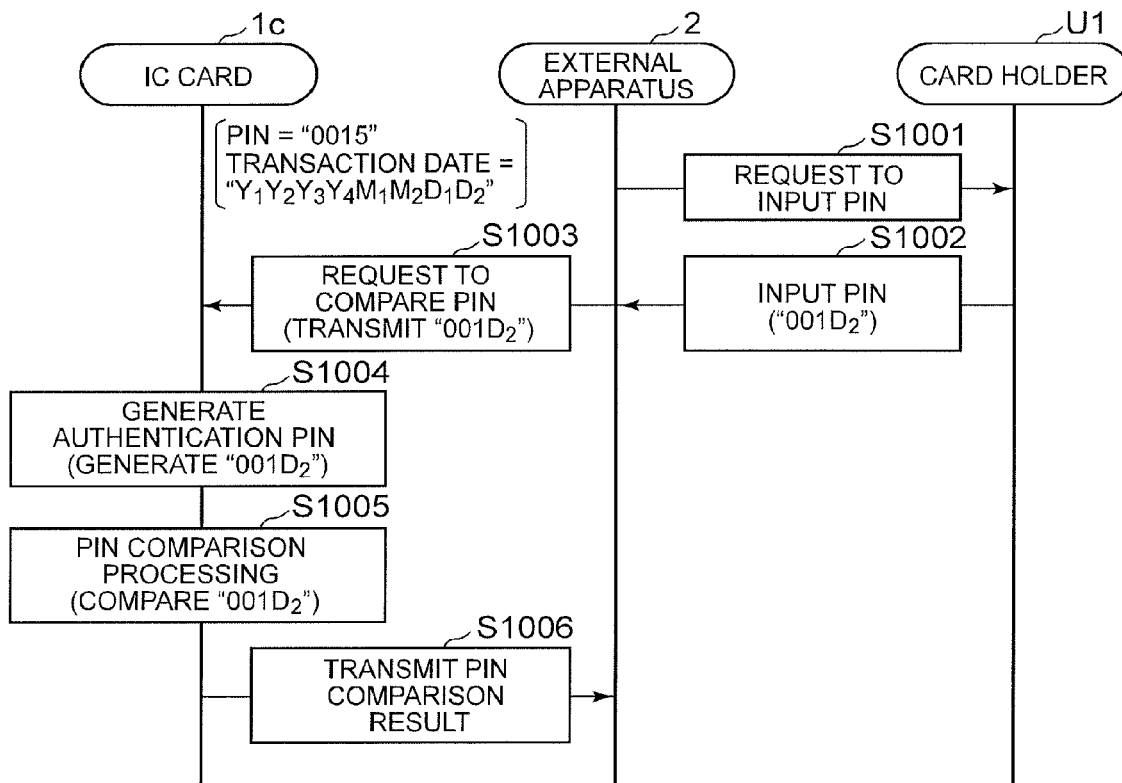 1c
2
U1
IC CARD
EXTERNAL
APPARATUS
CARD HOLDER
PIN = “0015”
TRANSACTION DATE =
“Y₁Y₂Y₃Y₄M₁M₂D₁D₂”
S1001
REQUEST TO
INPUT PIN
S1002
INPUT PIN
(“001D₂”)
S1003
REQUEST TO
COMPARE PIN
(TRANSMIT “001D₂”)
S1004
GENERATE
AUTHENTICATION PIN
(GENERATE “001D₂”)
S1005
PIN COMPARISON
PROCESSING
(COMPARE “001D₂”)
S1006
TRANSMIT PIN
COMPARISON
RESULT